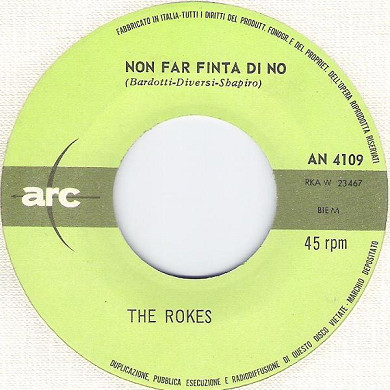 FABBRICATO IN ITALIA-TUTTI I DIRITTI DEL PRODUTT. FONOGR. E DEL PROPRIET. DELL'OPERA RIPRODOTTA RISERVATI
NON FAR FINTA DI NO
(Bardotti-Diversi-Shapiro)
AN 4109
RKA W 23467
BIEM
arc
45 rpm
THE ROKES
DUPLICAZIONE, PUBBLICA ESECUZIONE E RADIODIFFUSIONE DI QUESTO DISCO VIETATE - MARCHIO DEPOSITATO